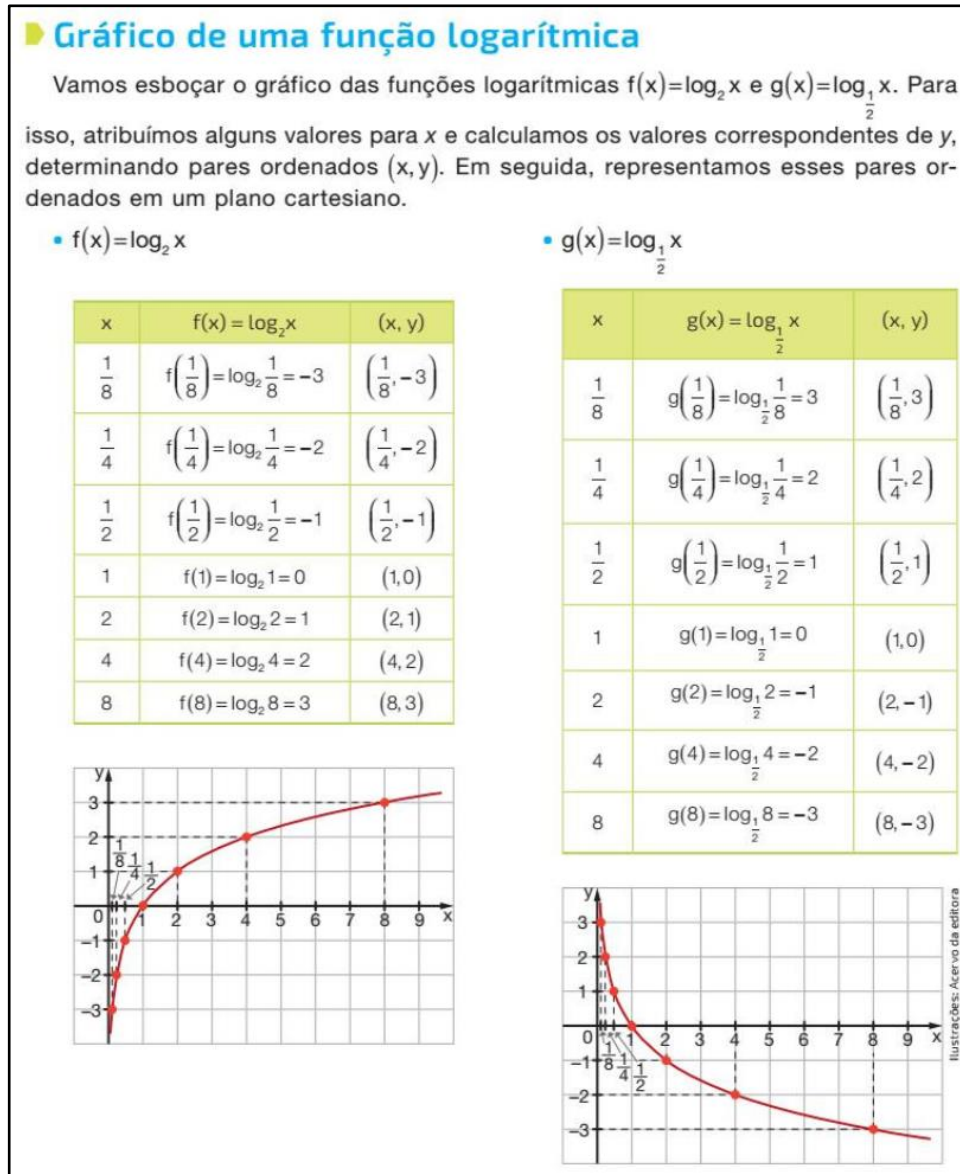 Gráfico de uma função logarítmica
Vamos esboçar o gráfico das funções logarítmicas f(x)=log₂x e g(x)=log_{1/2} x. Para
isso, atribuímos alguns valores para x e calculamos os valores correspondentes de y,
determinando pares ordenados (x,y). Em seguida, representamos esses pares or-
denados em um plano cartesiano.
• f(x)=log₂x
x f(x)=log₂x (x, y)
1/8 f(1/8)=log₂ 1/8=−3 (1/8,−3)
1/4 f(1/4)=log₂ 1/4=−2 (1/4,−2)
1/2 f(1/2)=log₂ 1/2=−1 (1/2,−1)
1 f(1)=log₂1=0 (1,0)
2 f(2)=log₂2=1 (2,1)
4 f(4)=log₂4=2 (4,2)
8 f(8)=log₂8=3 (8,3)
y
3
2
1
1/8 1/4 1/2
0 1 2 3 4 5 6 7 8 9 x
−1
−2
−3
• g(x)=log_{1/2} x
x g(x)=log_{1/2} x (x, y)
1/8 g(1/8)=log_{1/2} 1/8=3 (1/8,3)
1/4 g(1/4)=log_{1/2} 1/4=2 (1/4,2)
1/2 g(1/2)=log_{1/2} 1/2=1 (1/2,1)
1 g(1)=log_{1/2} 1=0 (1,0)
2 g(2)=log_{1/2} 2=−1 (2,−1)
4 g(4)=log_{1/2} 4=−2 (4,−2)
8 g(8)=log_{1/2} 8=−3 (8,−3)
y
3
2
1
0 1 2 3 4 5 6 7 8 9 x
1/8 1/4 1/2
−1
−2
−3
Ilustrações: Acervo da editora